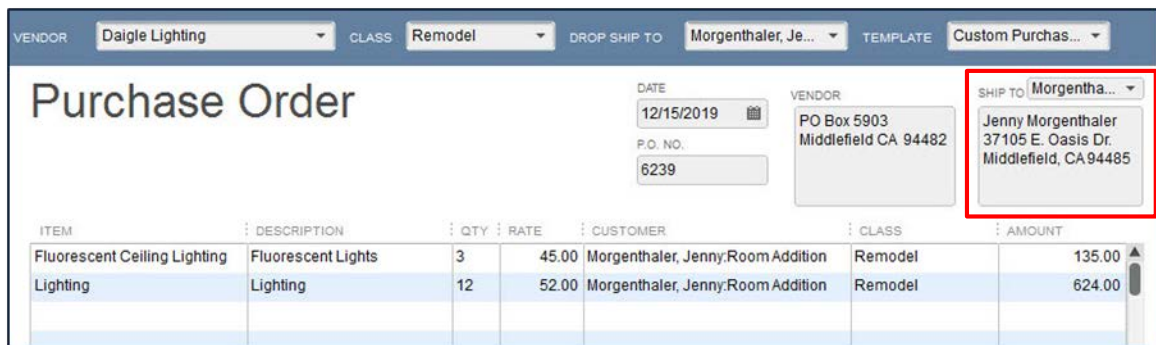 VENDOR Daigle Lighting CLASS Remodel DROP SHIP TO Morgenthaler, Je... TEMPLATE Custom Purchas...
Purchase Order
DATE
12/15/2019
P.O. NO.
6239
VENDOR
PO Box 5903
Middlefield CA 94482
SHIP TO Morgentha...
Jenny Morgenthaler
37105 E. Oasis Dr.
Middlefield, CA 94485
ITEM DESCRIPTION QTY RATE CUSTOMER CLASS AMOUNT
Fluorescent Ceiling Lighting Fluorescent Lights 3 45.00 Morgenthaler, Jenny:Room Addition Remodel 135.00
Lighting Lighting 12 52.00 Morgenthaler, Jenny:Room Addition Remodel 624.00